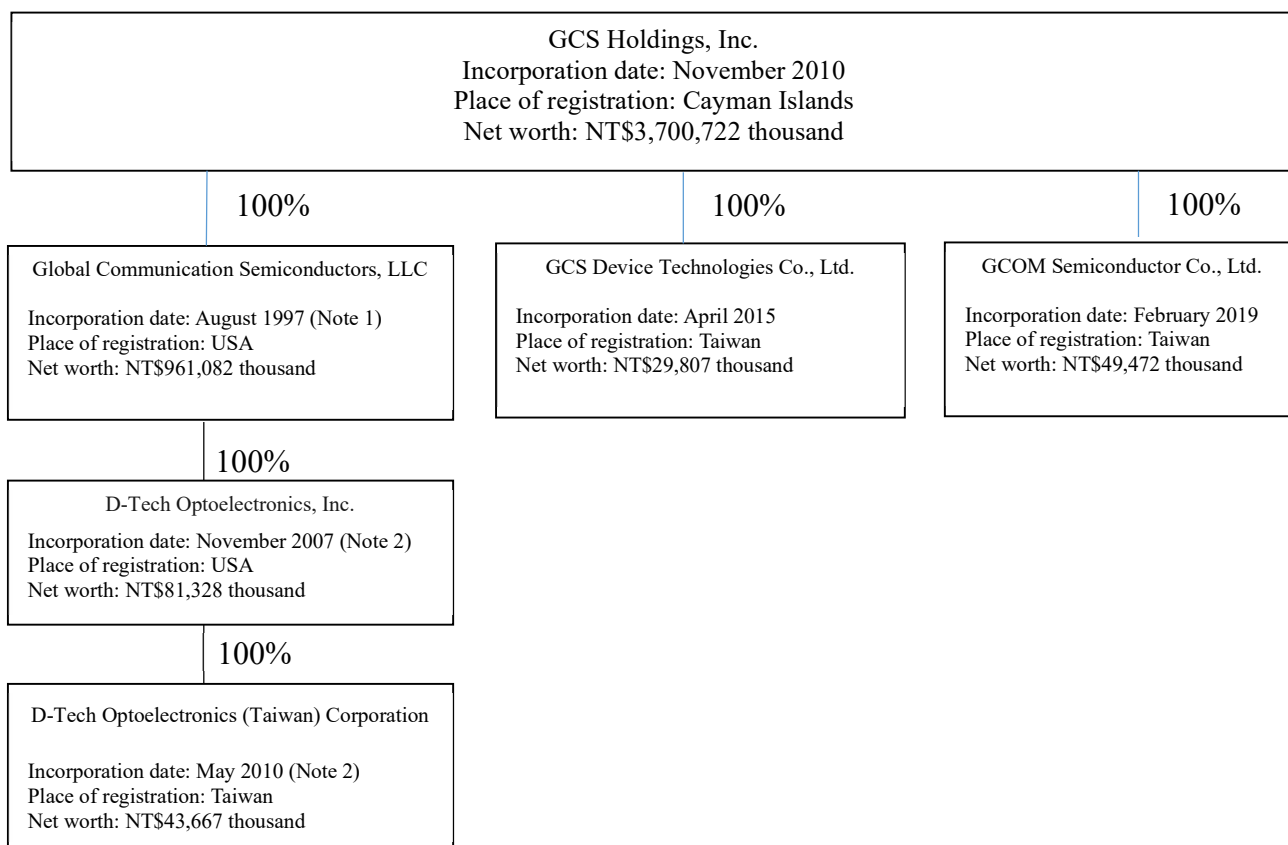 GCS Holdings, Inc.
Incorporation date: November 2010
Place of registration: Cayman Islands
Net worth: NT$3,700,722 thousand
100%
100%
100%
Global Communication Semiconductors, LLC
Incorporation date: August 1997 (Note 1)
Place of registration: USA
Net worth: NT$961,082 thousand
GCS Device Technologies Co., Ltd.
Incorporation date: April 2015
Place of registration: Taiwan
Net worth: NT$29,807 thousand
GCOM Semiconductor Co., Ltd.
Incorporation date: February 2019
Place of registration: Taiwan
Net worth: NT$49,472 thousand
100%
D-Tech Optoelectronics, Inc.
Incorporation date: November 2007 (Note 2)
Place of registration: USA
Net worth: NT$81,328 thousand
100%
D-Tech Optoelectronics (Taiwan) Corporation
Incorporation date: May 2010 (Note 2)
Place of registration: Taiwan
Net worth: NT$43,667 thousand